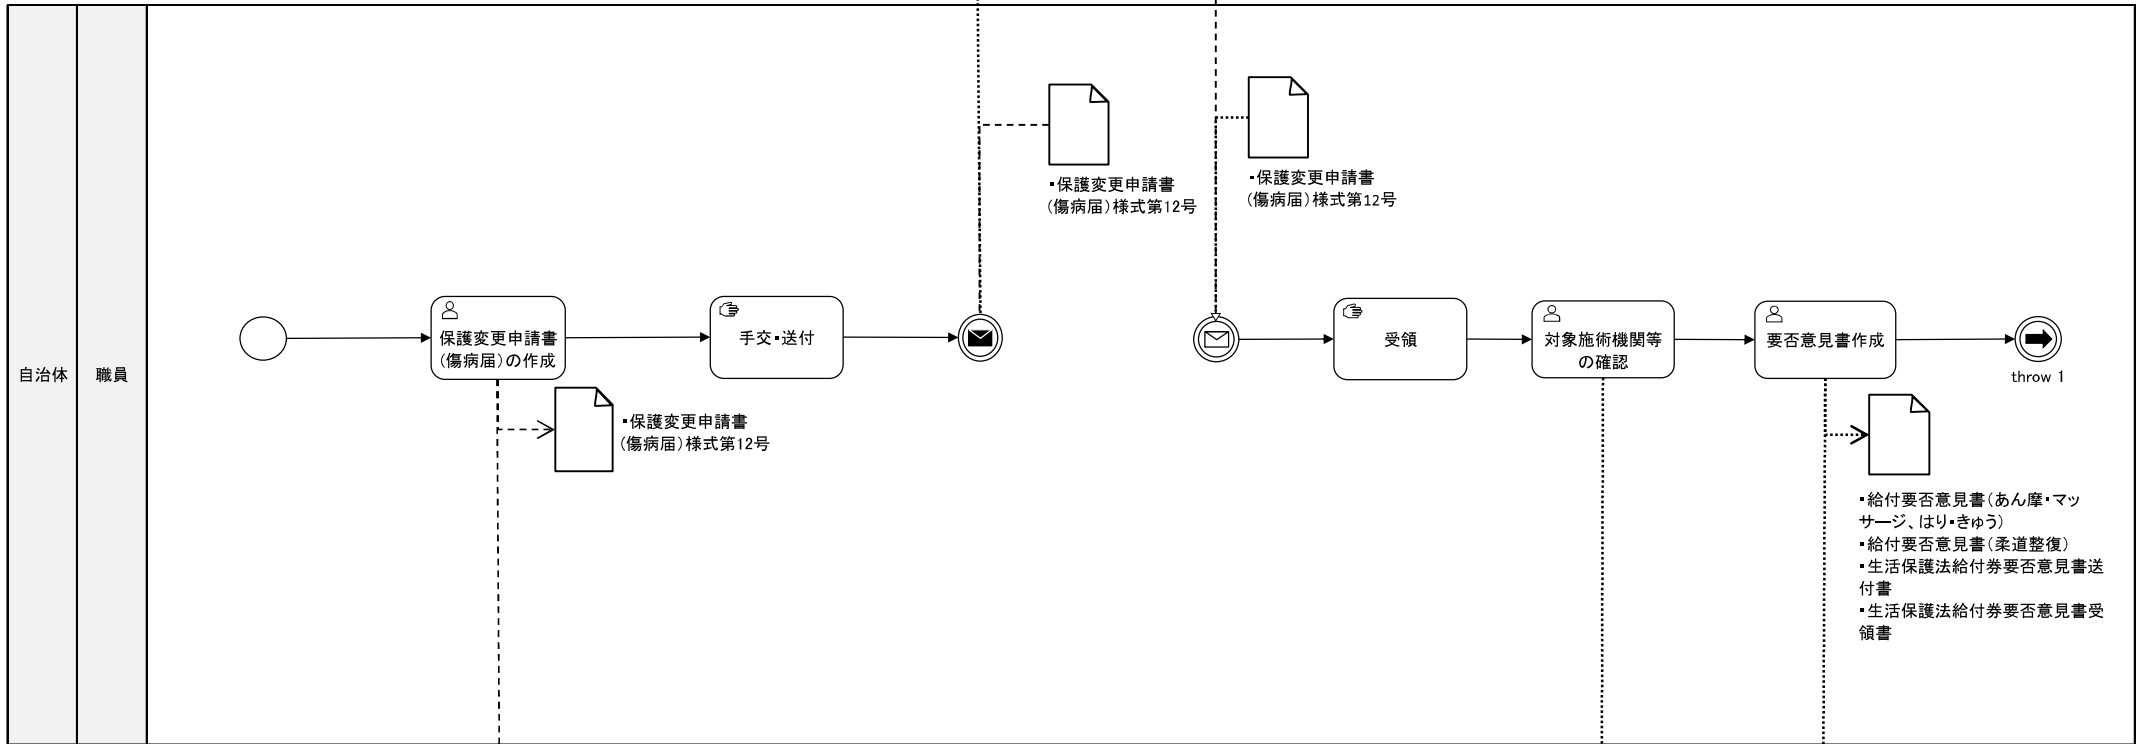 自治体
職員
保護変更申請書
(傷病届)の作成
・保護変更申請書
(傷病届)様式第12号
手交・送付
・保護変更申請書
(傷病届)様式第12号
・保護変更申請書
(傷病届)様式第12号
受領
対象施術機関等
の確認
要否意見書作成
throw 1
・給付要否意見書(あん摩・マッ
サージ、はり・きゅう)
・給付要否意見書(柔道整復)
・生活保護法給付券要否意見書送
付書
・生活保護法給付券要否意見書受
領書